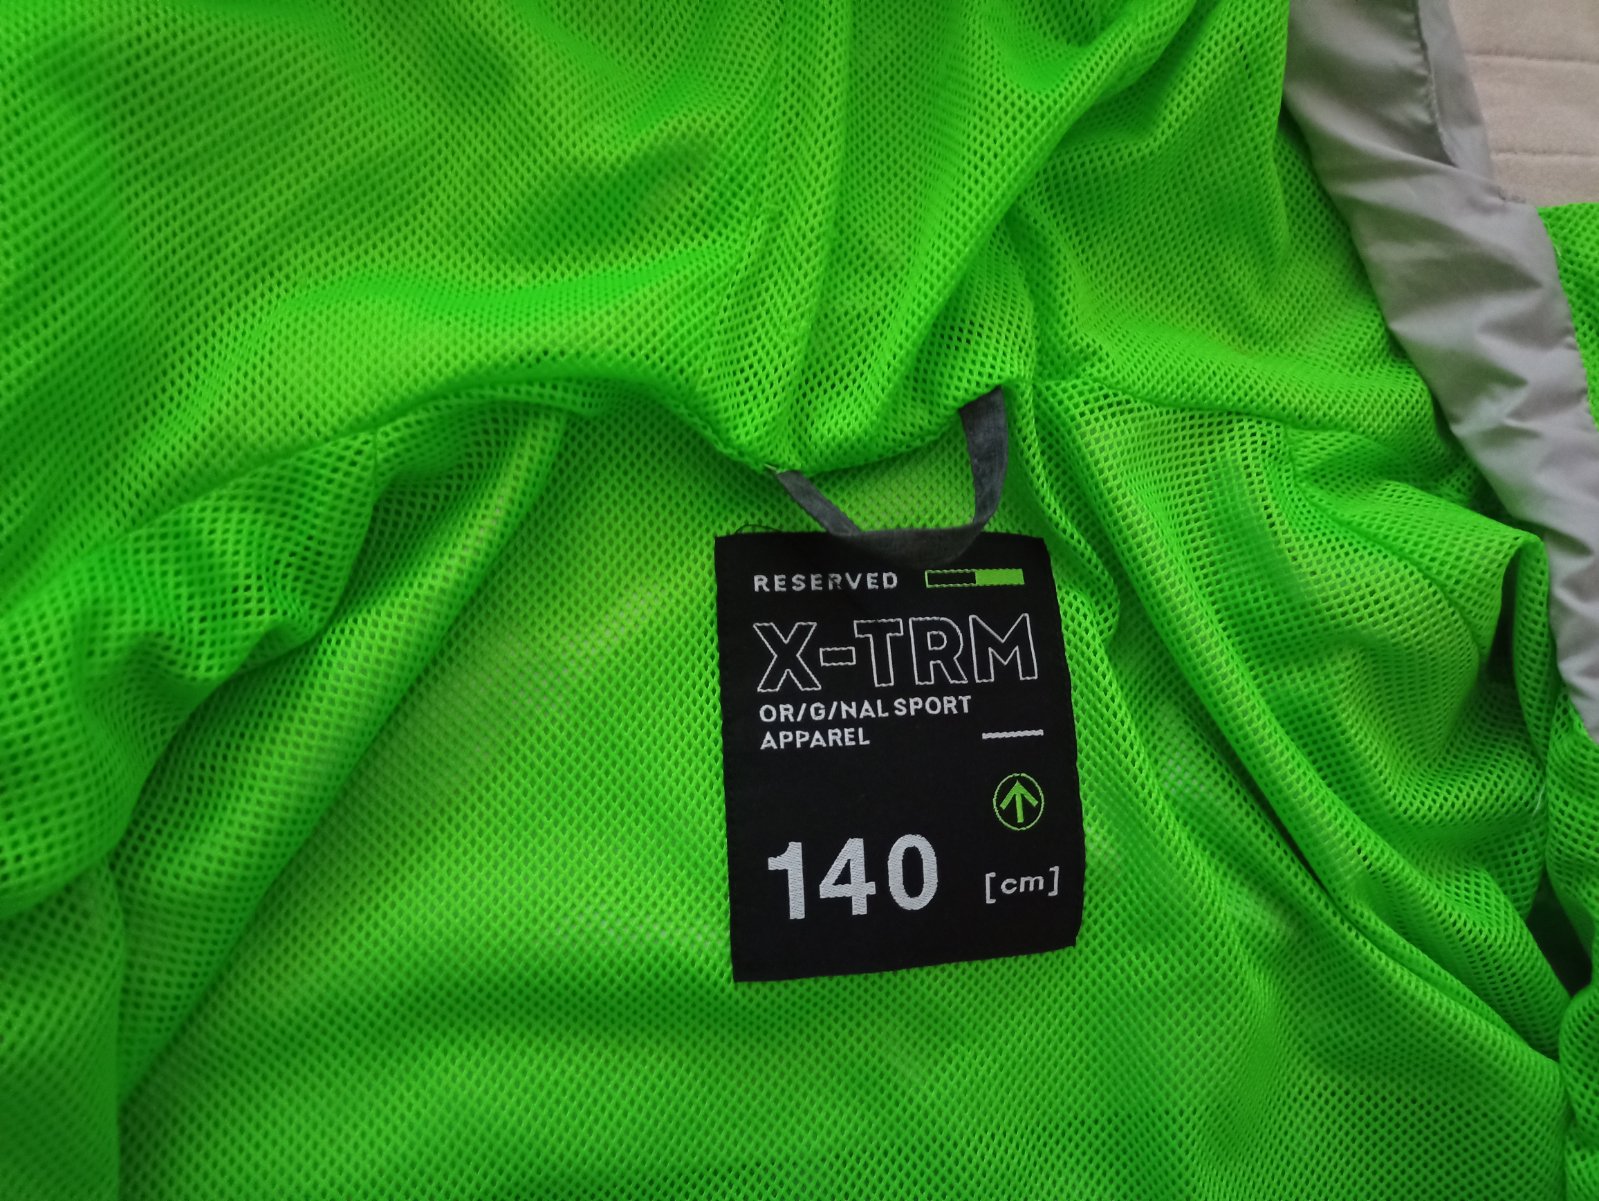 RESERVED
X-TRM
OR/G/NAL SPORT
APPAREL
140 [cm]